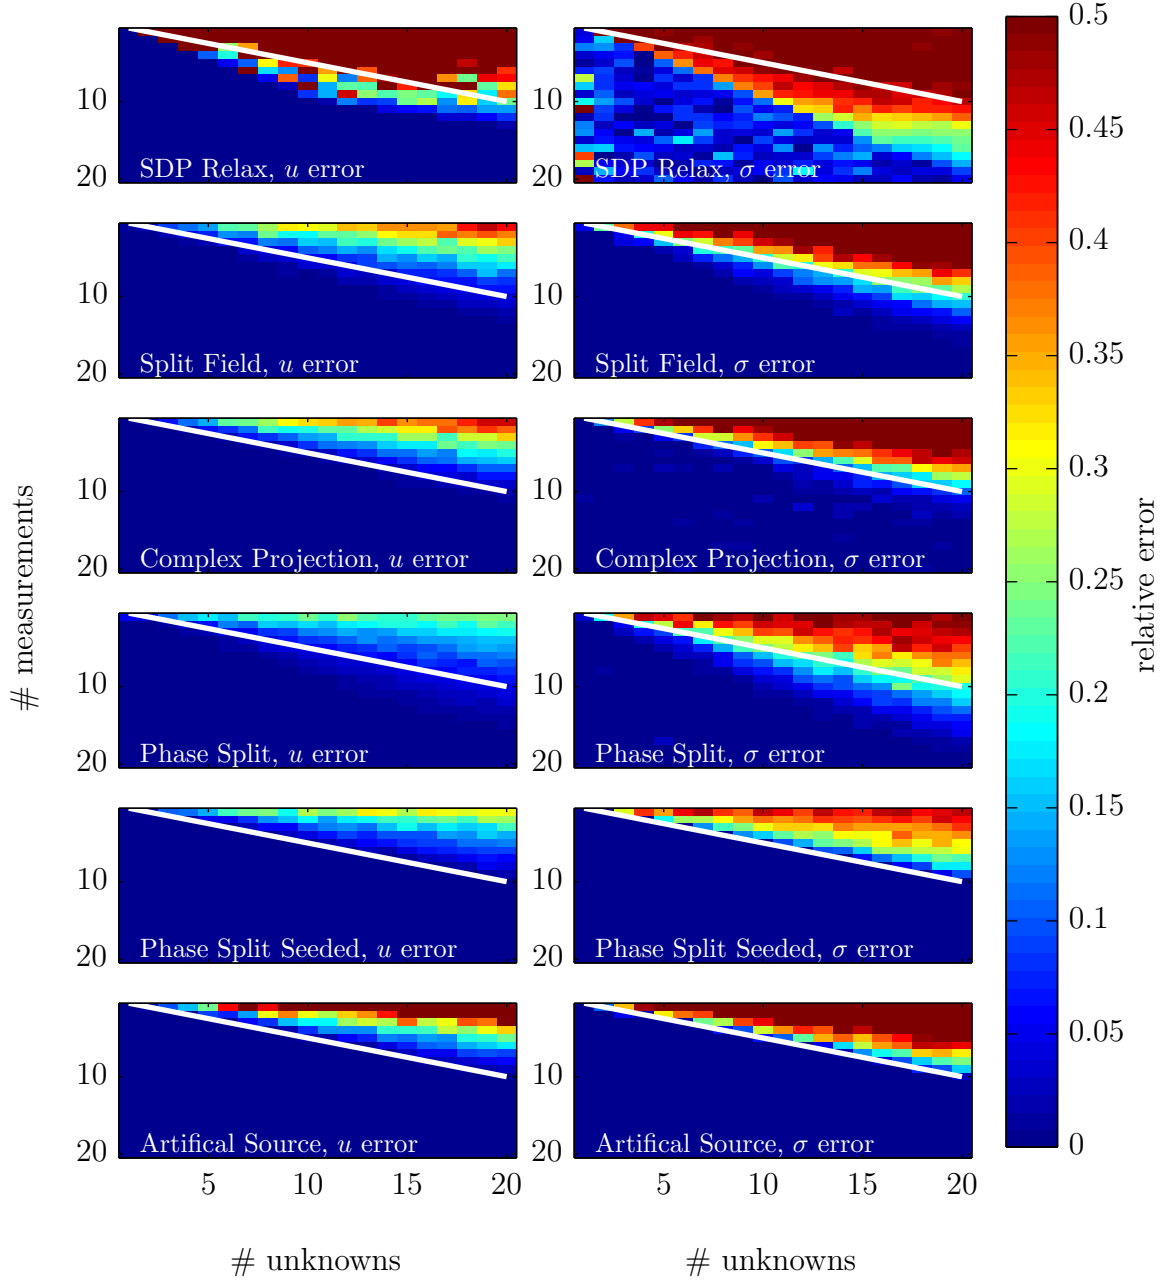 10
20
SDP Relax, u error
SDP Relax, σ error
10
20
10
20
Split Field, u error
Split Field, σ error
10
20
10
20
Complex Projection, u error
Complex Projection, σ error
10
20
10
20
Phase Split, u error
Phase Split, σ error
10
20
10
20
Phase Split Seeded, u error
Phase Split Seeded, σ error
10
20
10
20
Artifical Source, u error
Artifical Source, σ error
10
20
5
10
15
20
5
10
15
20
# unknowns
# unknowns
# measurements
0.5
0.45
0.4
0.35
0.3
0.25
0.2
0.15
0.1
0.05
0
relative error